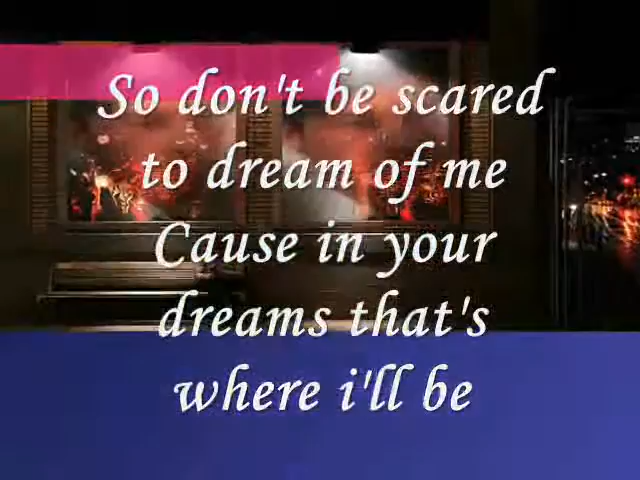 So don't be scared
to dream of me
Cause in your
dreams that's
where i'll be